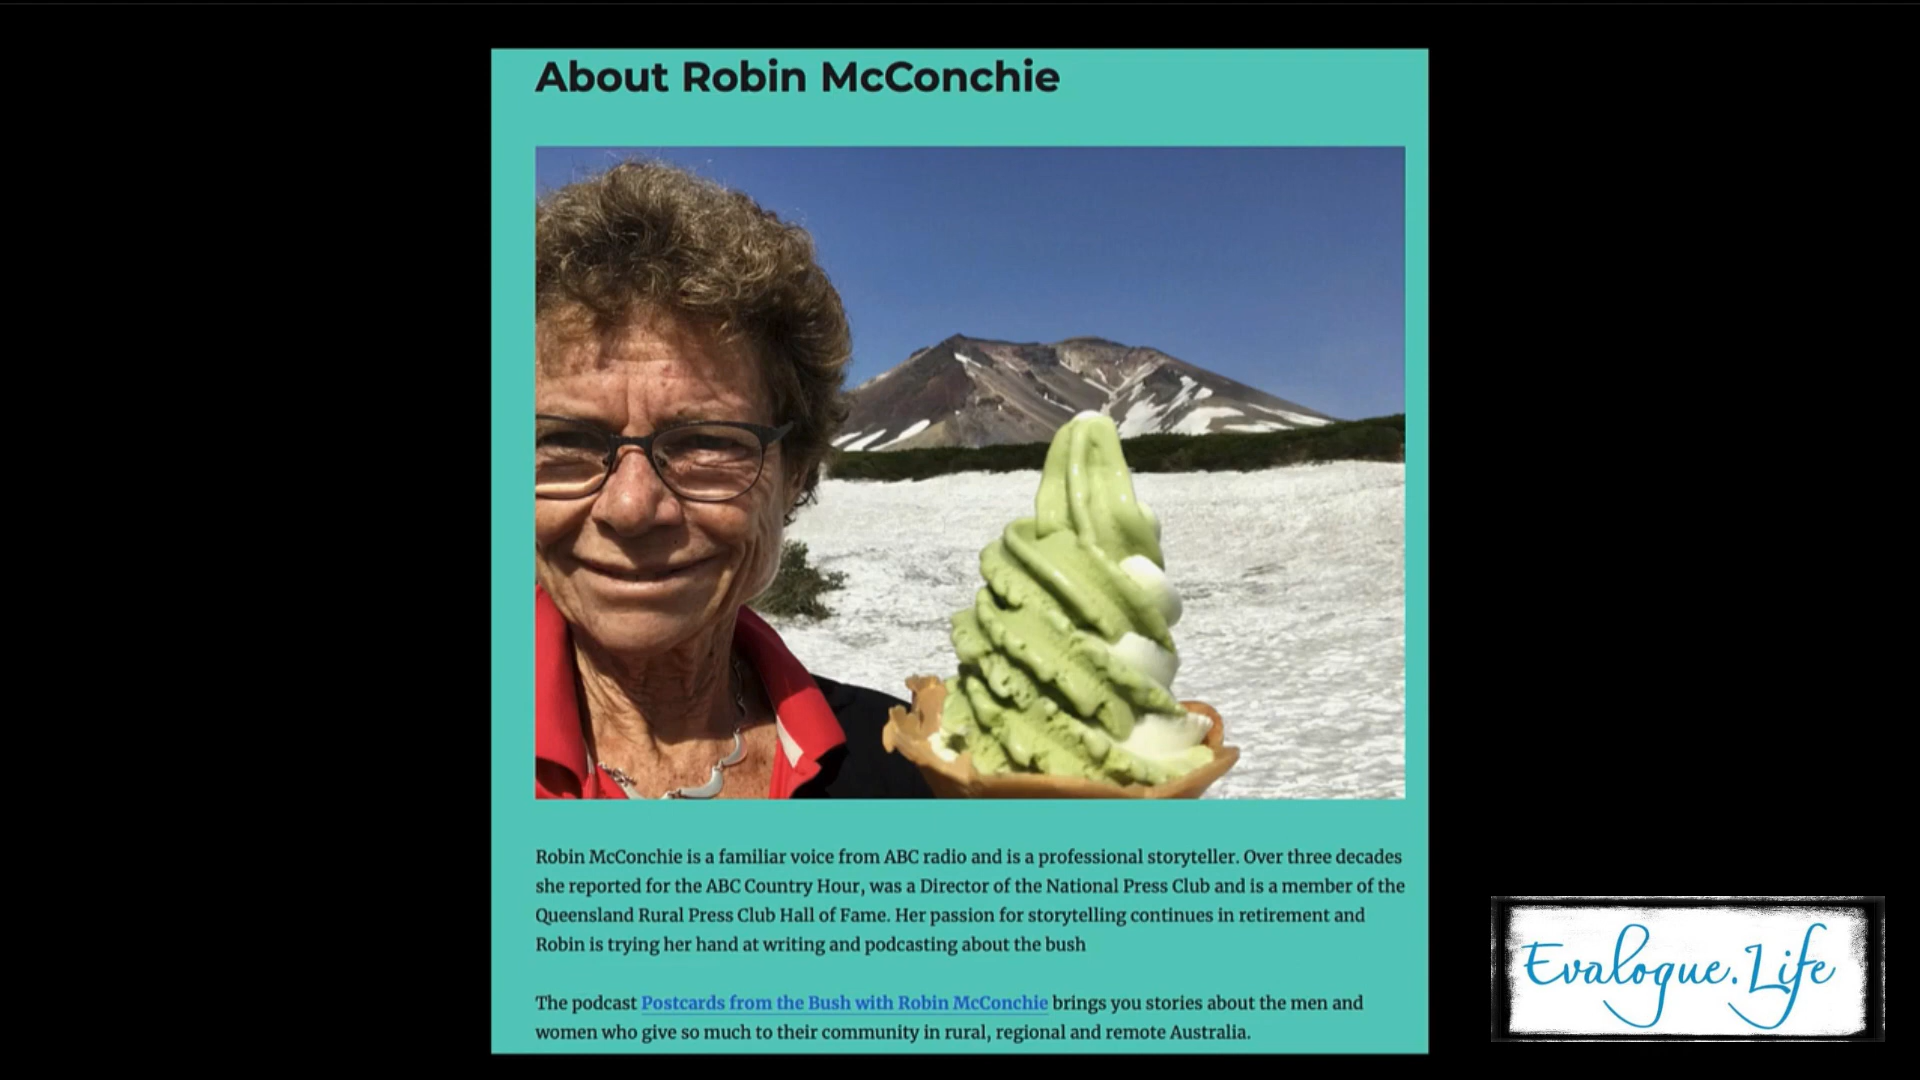 About Robin McConchie
Robin McConchie is a familiar voice from ABC radio and is a professional storyteller. Over three decades
she reported for the ABC Country Hour, was a Director of the National Press Club and is a member of the
Queensland Rural Press Club Hall of Fame. Her passion for storytelling continues in retirement and
Robin is trying her hand at writing and podcasting about the bush
The podcast Postcards from the Bush with Robin McConchie brings you stories about the men and
women who give so much to their community in rural, regional and remote Australia.
Evalogue.Life